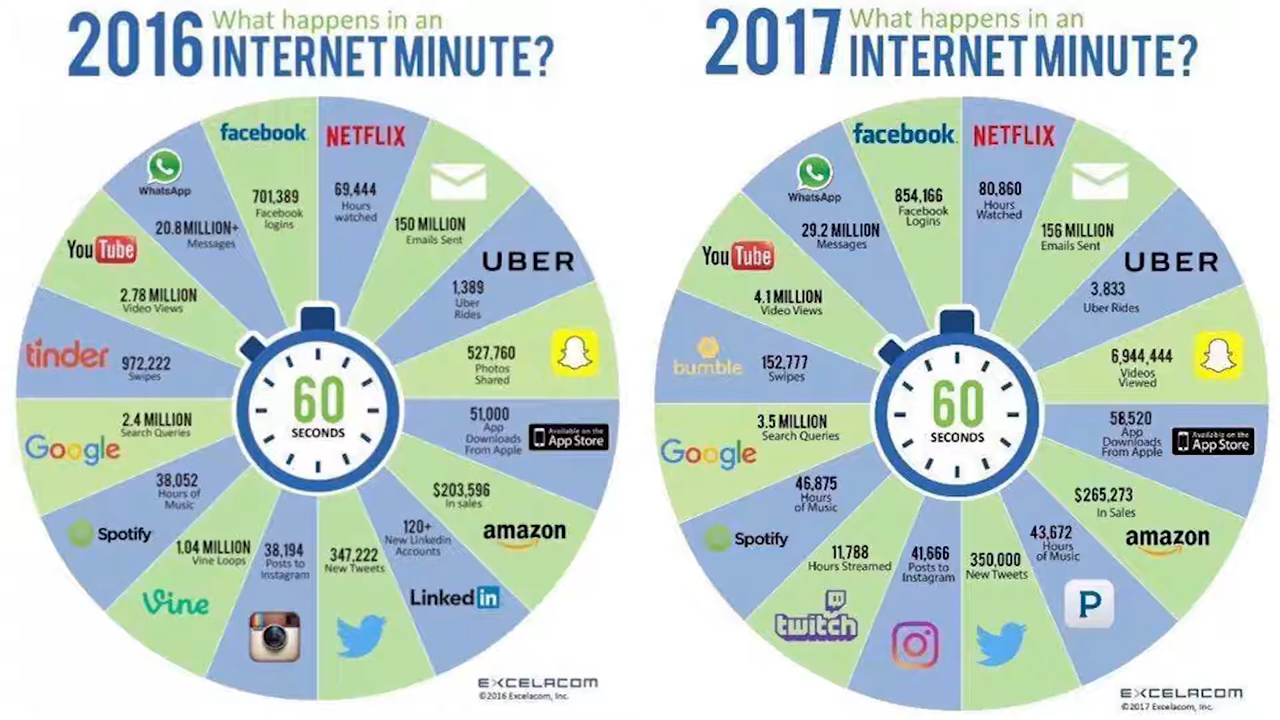 What happens in an
2016 INTERNET MINUTE?
facebook
701,389
Facebook
logins
NETFLIX
69,444
Hours
watched
150 MILLION
Emails Sent
UBER
1,389
Uber
Rides
527,760
Photos
Shared
51,000
App
Downloads
From Apple
Available on the
App Store
$203,596
In sales
amazon
120+
New Linkedin
Accounts
Linked in
347,222
New Tweets
38,194
Posts to
Instagram
1.04 MILLION
Vine Loops
Vine
38,052
Hours of
Music
Spotify
2.4 MILLION
Search Queries
Google
tinder
972,222
Swipes
You Tube
2.78 MILLION
Video Views
WhatsApp
20.8 MILLION+
Messages
60
SECONDS
EXCELACOM
©2016 Excelacom, Inc.
What happens in an
2017 INTERNET MINUTE?
facebook
854,166
Facebook
Logins
NETFLIX
80,860
Hours
Watched
156 MILLION
Emails Sent
UBER
3,833
Uber Rides
6,944,444
Videos
Viewed
58,520
App
Downloads
From Apple
Available on the
App Store
$265,273
In Sales
amazon
43,672
Hours
of Music
P
350,000
New Tweets
41,666
Posts to
Instagram
11,788
Hours Streamed
twitch
46,875
Hours
of Music
Spotify
3.5 MILLION
Search Queries
Google
bumble
152,777
Swipes
You Tube
4.1 MILLION
Video Views
WhatsApp
29.2 MILLION
Messages
60
SECONDS
EXCELACOM
©2017 Excelacom, Inc.